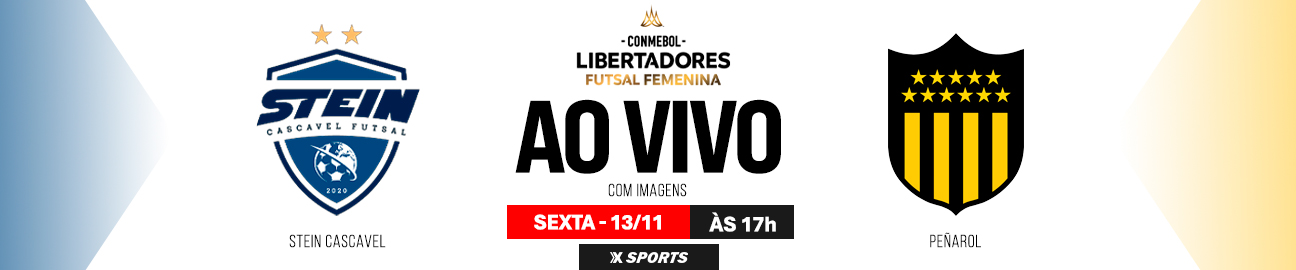 STEIN
CASCAVEL FUTSAL
2020
STEIN CASCAVEL
- CONMEBOL -
LIBERTADORES
FUTSAL FEMENINA
AO VIVO
COM IMAGENS
SEXTA - 13/11 ÀS 17h
X SPORTS
PEÑAROL